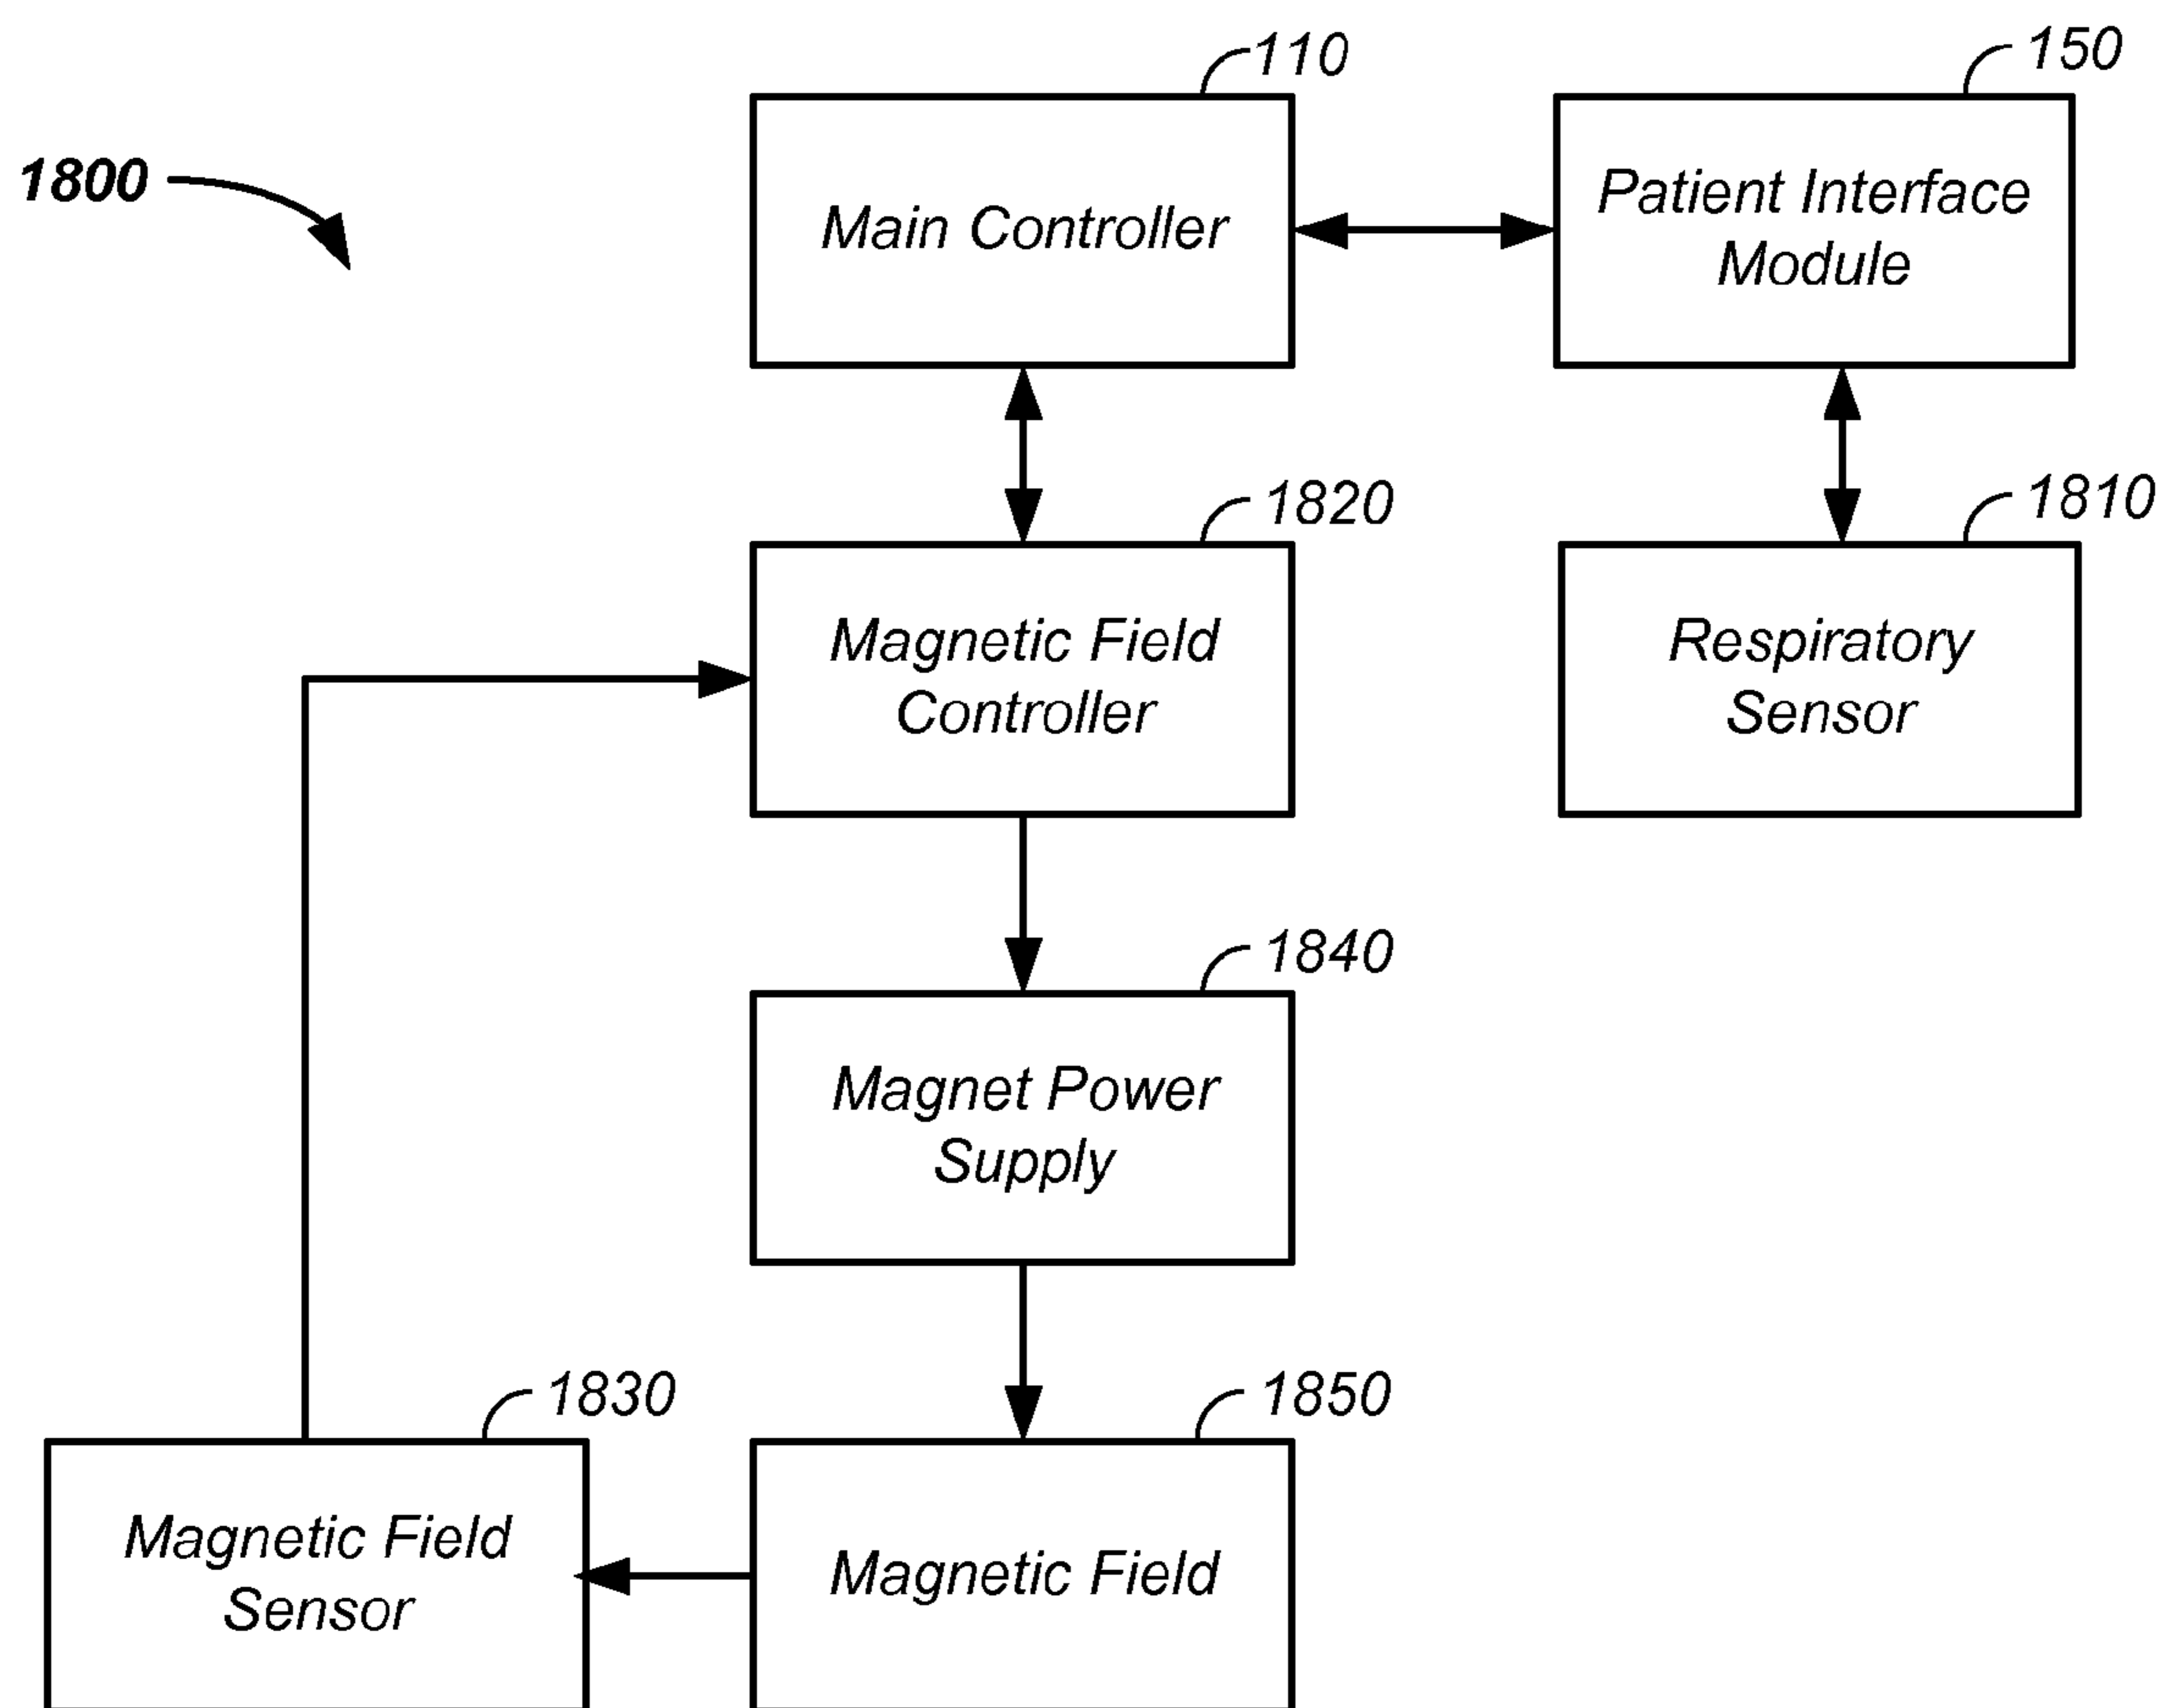 110
150
1800
Main Controller
Patient Interface
Module
1820
1810
Magnetic Field
Controller
Respiratory
Sensor
1840
Magnet Power
Supply
1830
1850
Magnetic Field
Sensor
Magnetic Field